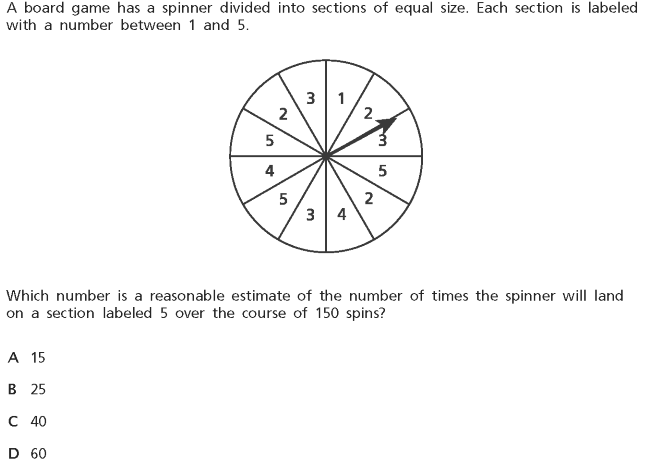 A board game has a spinner divided into sections of equal size. Each section is labeled
with a number between 1 and 5.
3 1
2 2
5 3
4 5
5 2
3 4
Which number is a reasonable estimate of the number of times the spinner will land
on a section labeled 5 over the course of 150 spins?
A 15
B 25
C 40
D 60